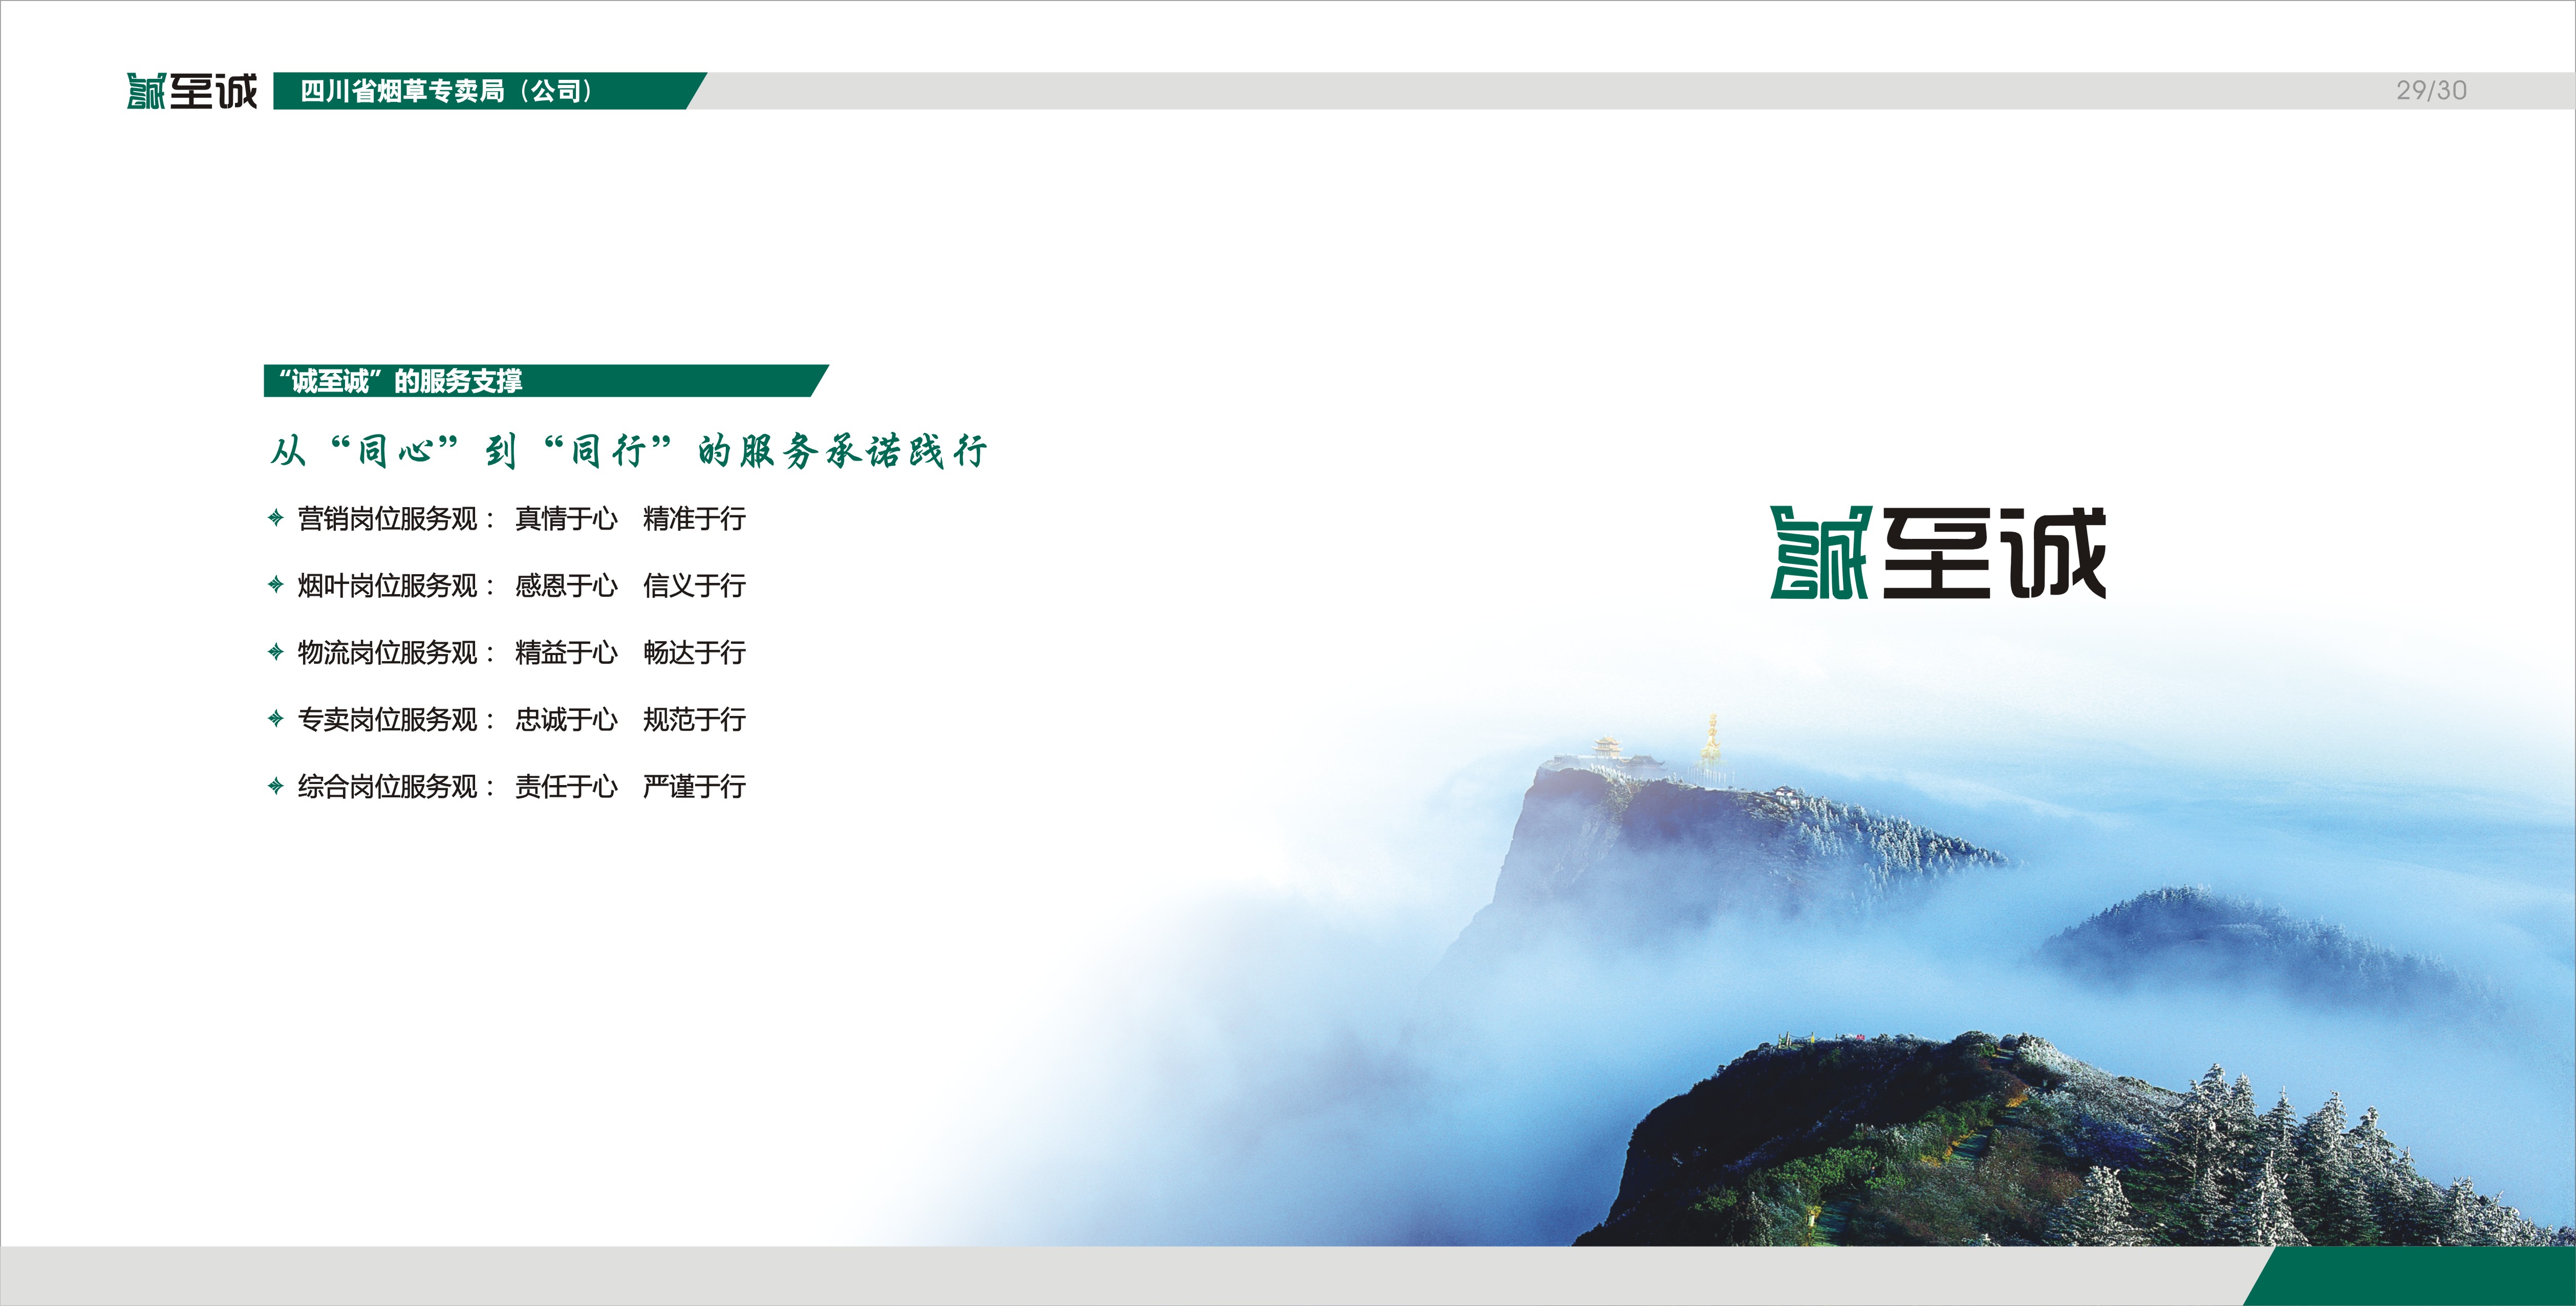 誠至诚 四川省烟草专卖局（公司） 29/30
“诚至诚”的服务支撑
从“同心”到“同行”的服务承诺践行
营销岗位服务观： 真情于心 精准于行
烟叶岗位服务观： 感恩于心 信义于行
物流岗位服务观： 精益于心 畅达于行
专卖岗位服务观： 忠诚于心 规范于行
综合岗位服务观： 责任于心 严谨于行
誠至诚